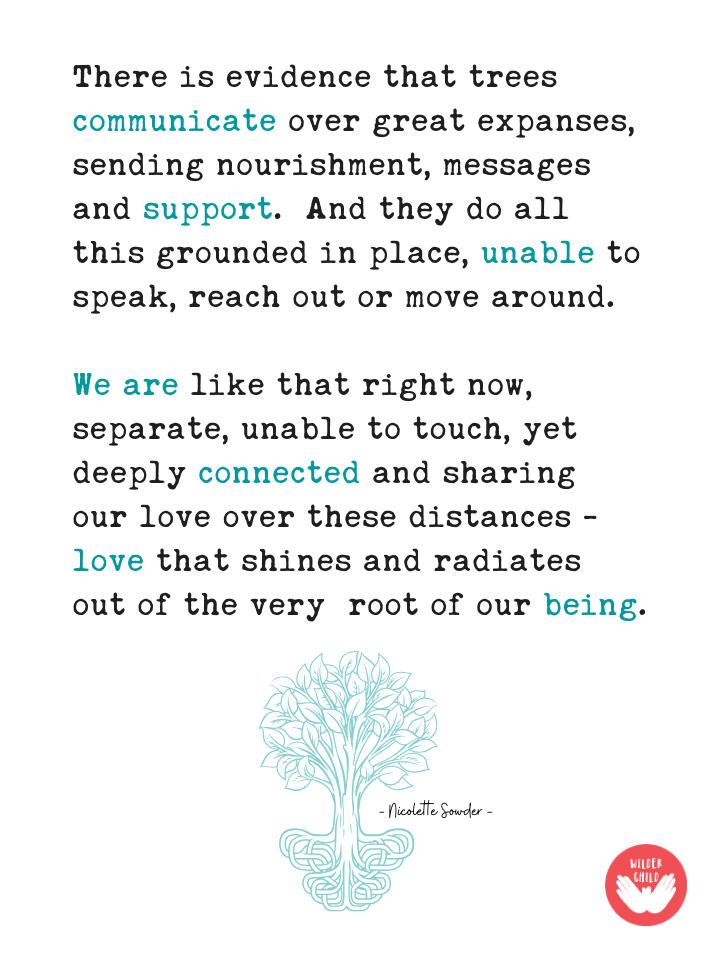 There is evidence that trees
communicate over great expanses,
sending nourishment, messages
and support.  And they do all
this grounded in place, unable to
speak, reach out or move around.
We are like that right now,
separate, unable to touch, yet
deeply connected and sharing
our love over these distances –
love that shines and radiates
out of the very  root of our being.
- Nicolette Sowder -
WILDER
CHILD